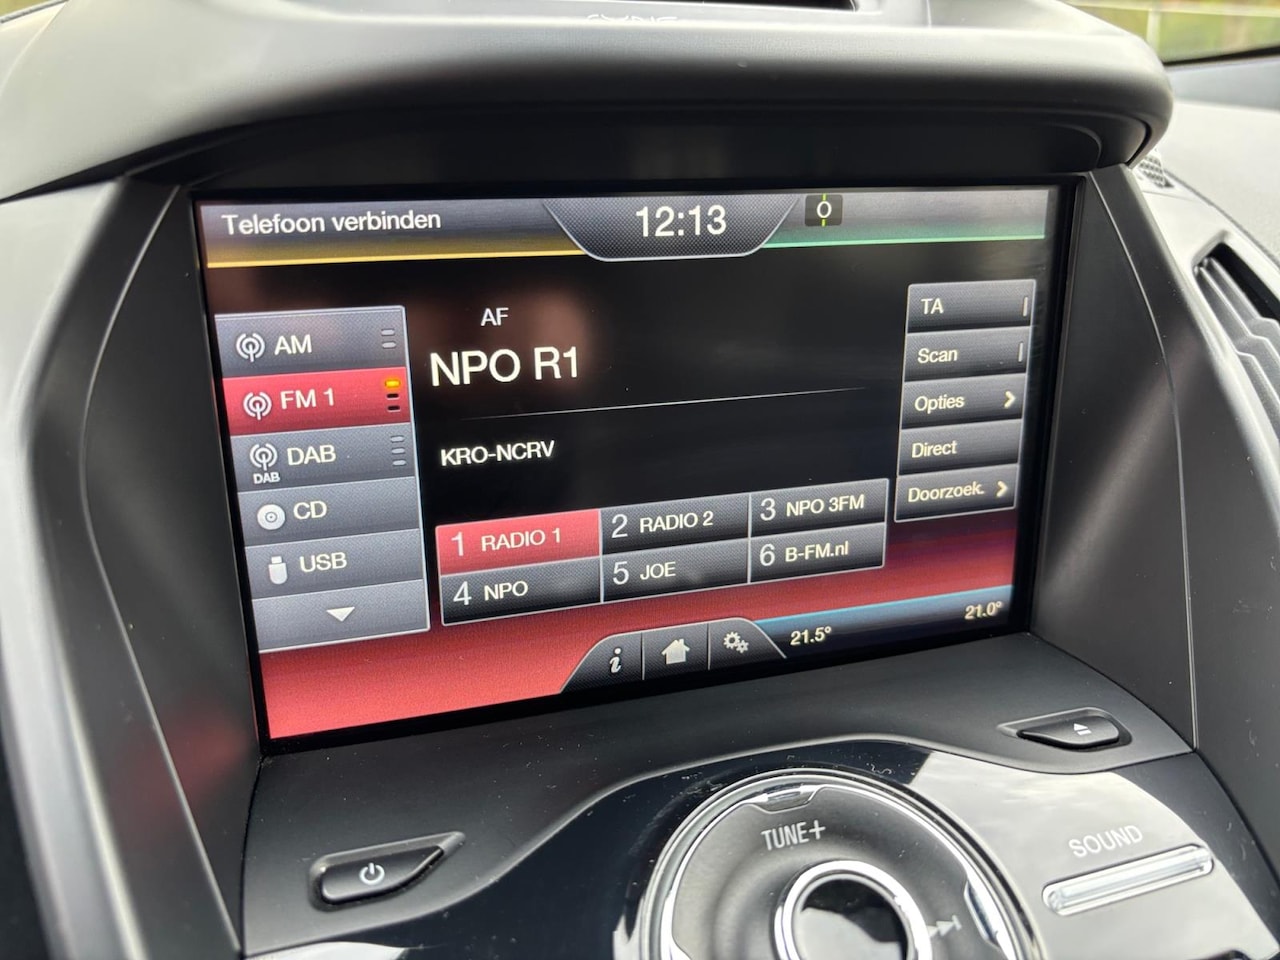 Telefoon verbinden
12:13
O
AM
FM 1
DAB
DAB
CD
USB
AF
NPO R1
KRO-NCRV
1 RADIO 1
2 RADIO 2
3 NPO 3FM
4 NPO
5 JOE
6 B-FM.nl
TA
Scan
Opties
Direct
Doorzoek.
i
21.5°
21.0°
TUNE+
SOUND